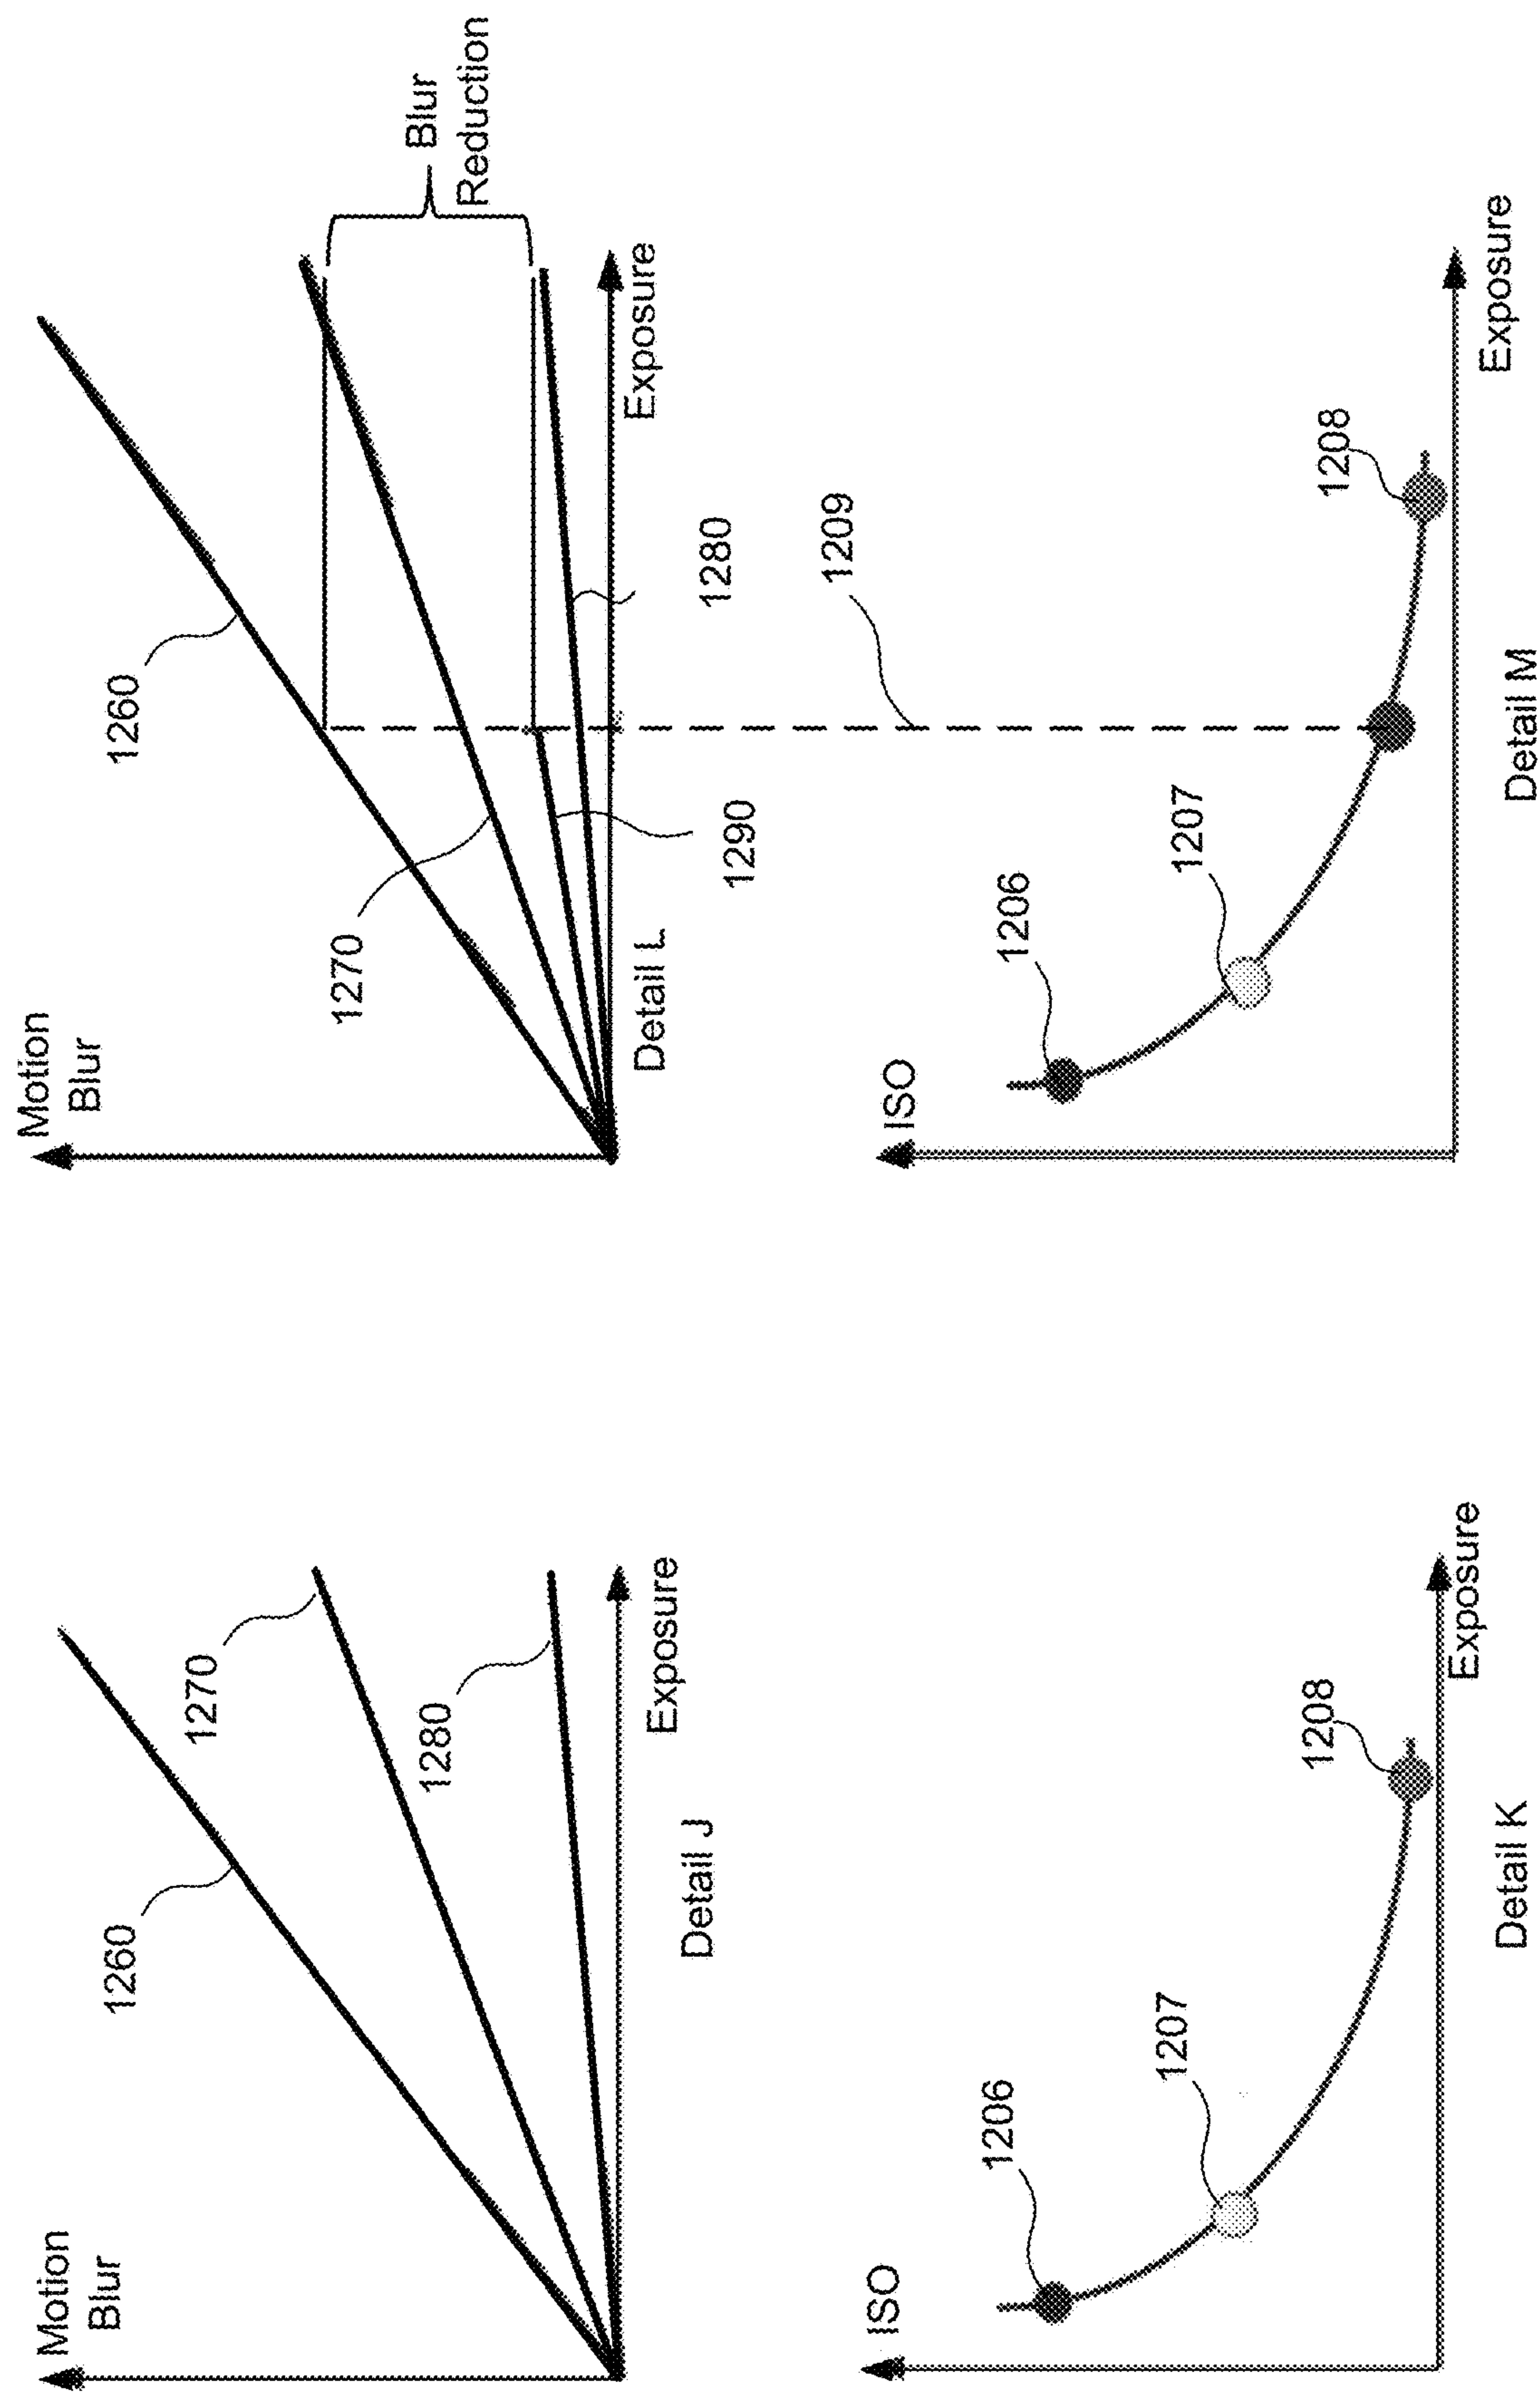 Motion
Blur
1260
1270
1280
Exposure
Detail J
ISO
1206
1207
1208
Exposure
Detail K
Motion
Blur
1260
1270
Blur
Reduction
1280
1290
Exposure
Detail L
1209
ISO
1206
1207
1208
Exposure
Detail M